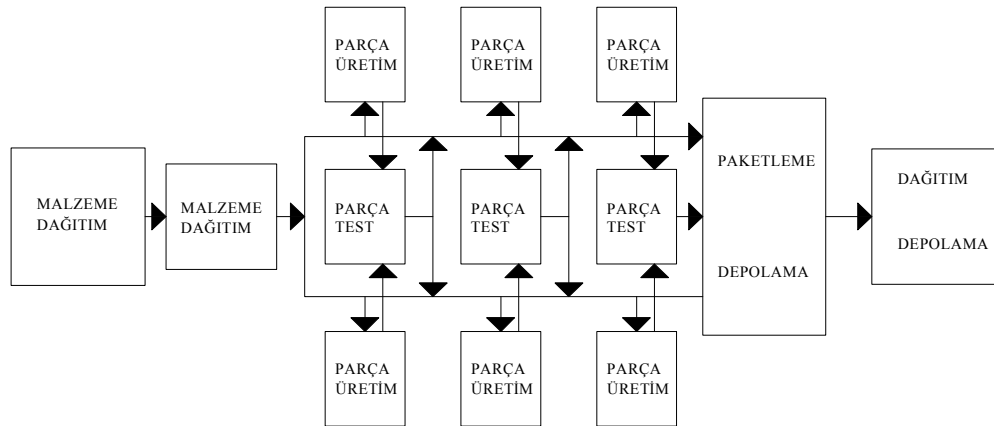 PARÇA
ÜRETİM
PARÇA
ÜRETİM
PARÇA
ÜRETİM
MALZEME
DAĞITIM
MALZEME
DAĞITIM
PARÇA
TEST
PARÇA
TEST
PARÇA
TEST
PAKETLEME
DEPOLAMA
DAĞITIM
DEPOLAMA
PARÇA
ÜRETİM
PARÇA
ÜRETİM
PARÇA
ÜRETİM